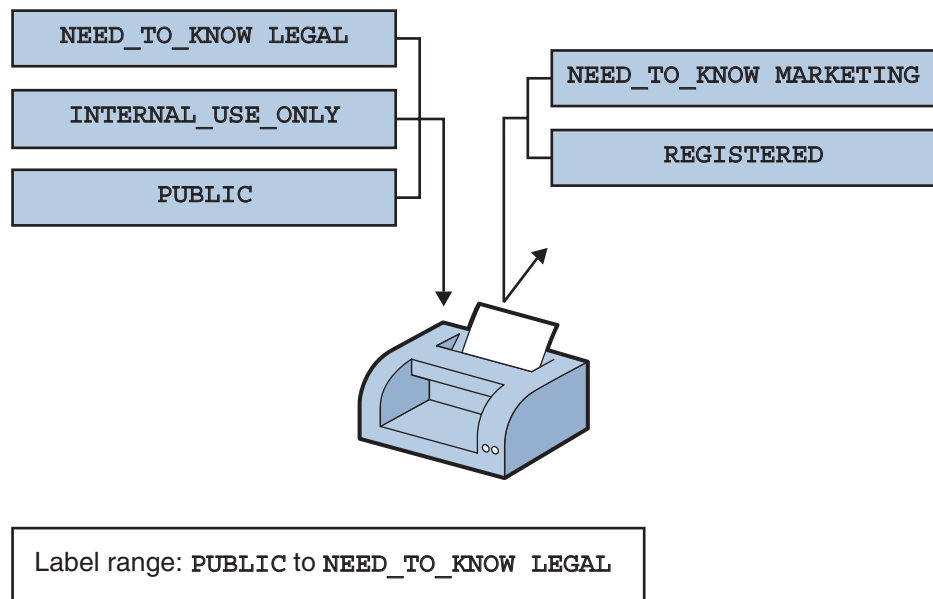 NEED_TO_KNOW LEGAL
INTERNAL_USE_ONLY
PUBLIC
NEED_TO_KNOW MARKETING
REGISTERED
Label range: PUBLIC to NEED_TO_KNOW LEGAL